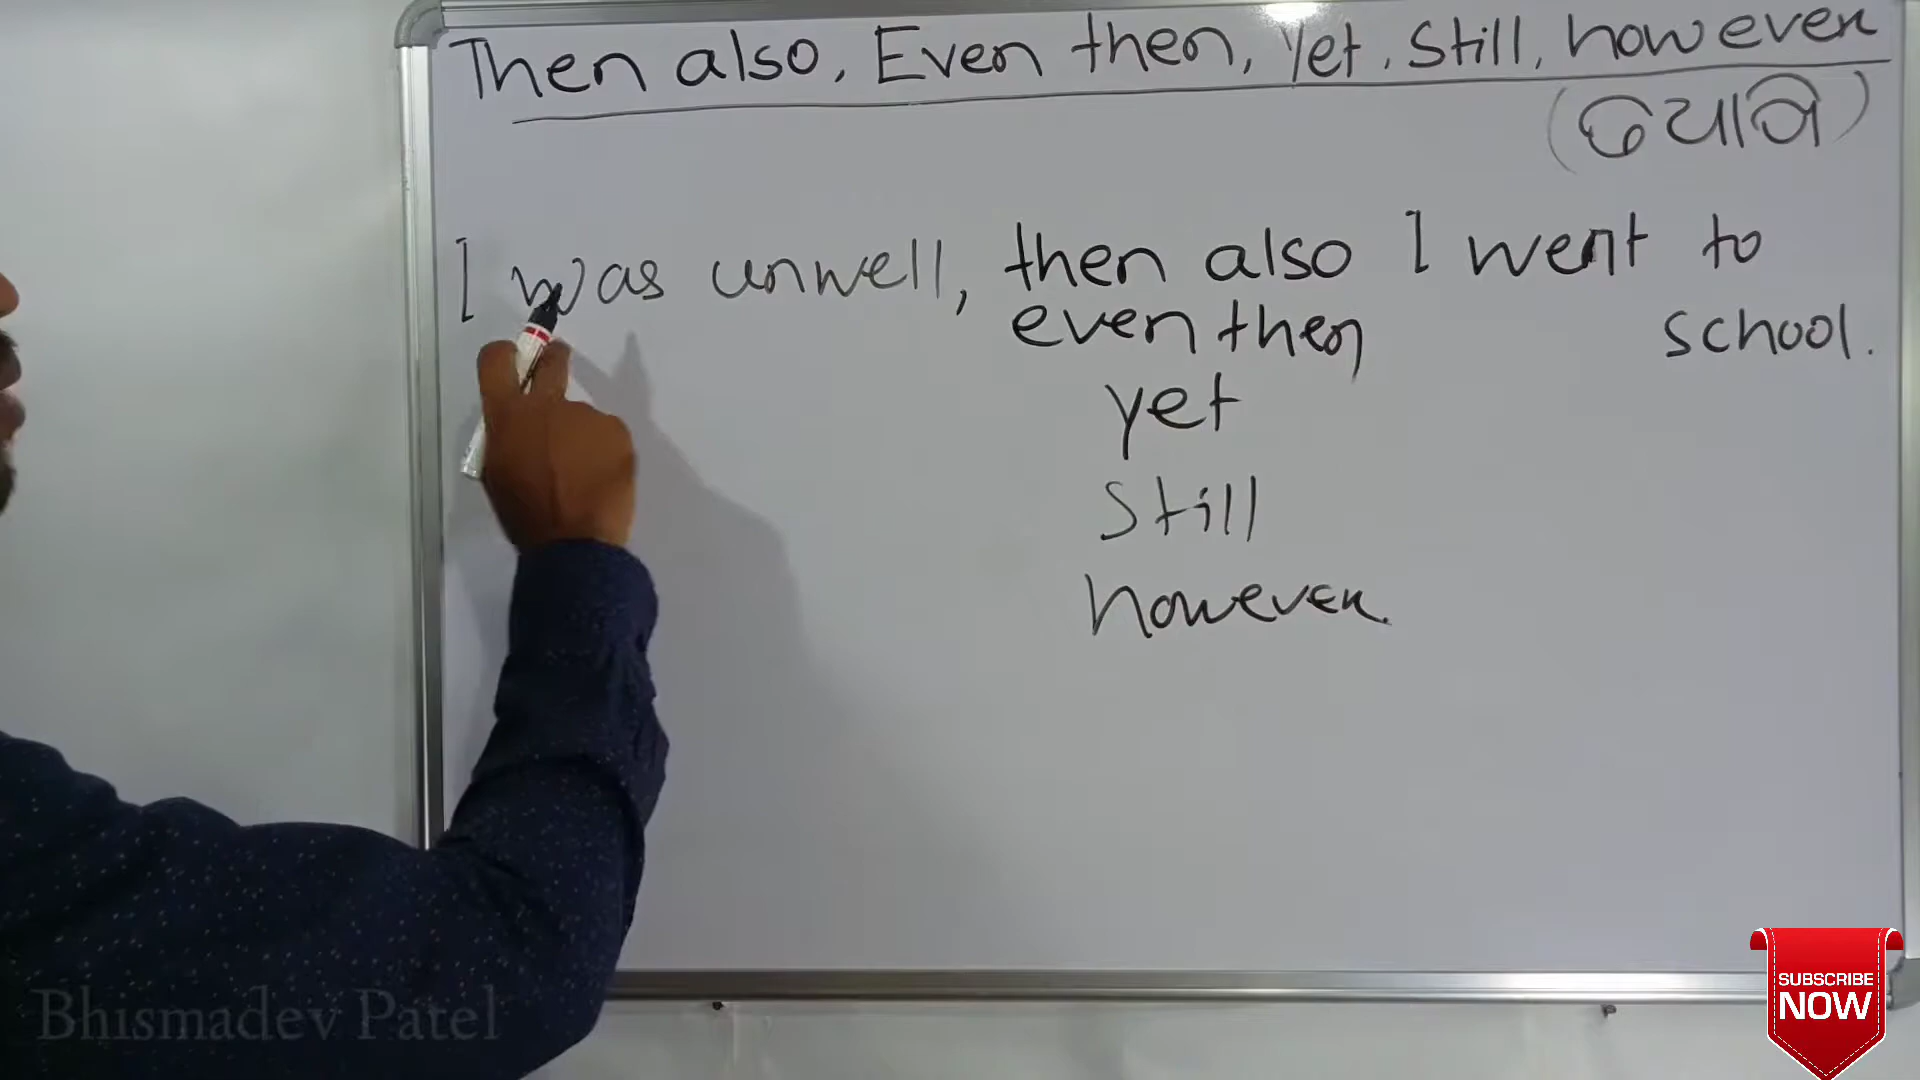 Then also, Even then, Yet, Still, however
(ତଥାପି)
I was unwell, then also I went to
even then school.
yet
still
however.
Bhismadev Patel
SUBSCRIBE
NOW